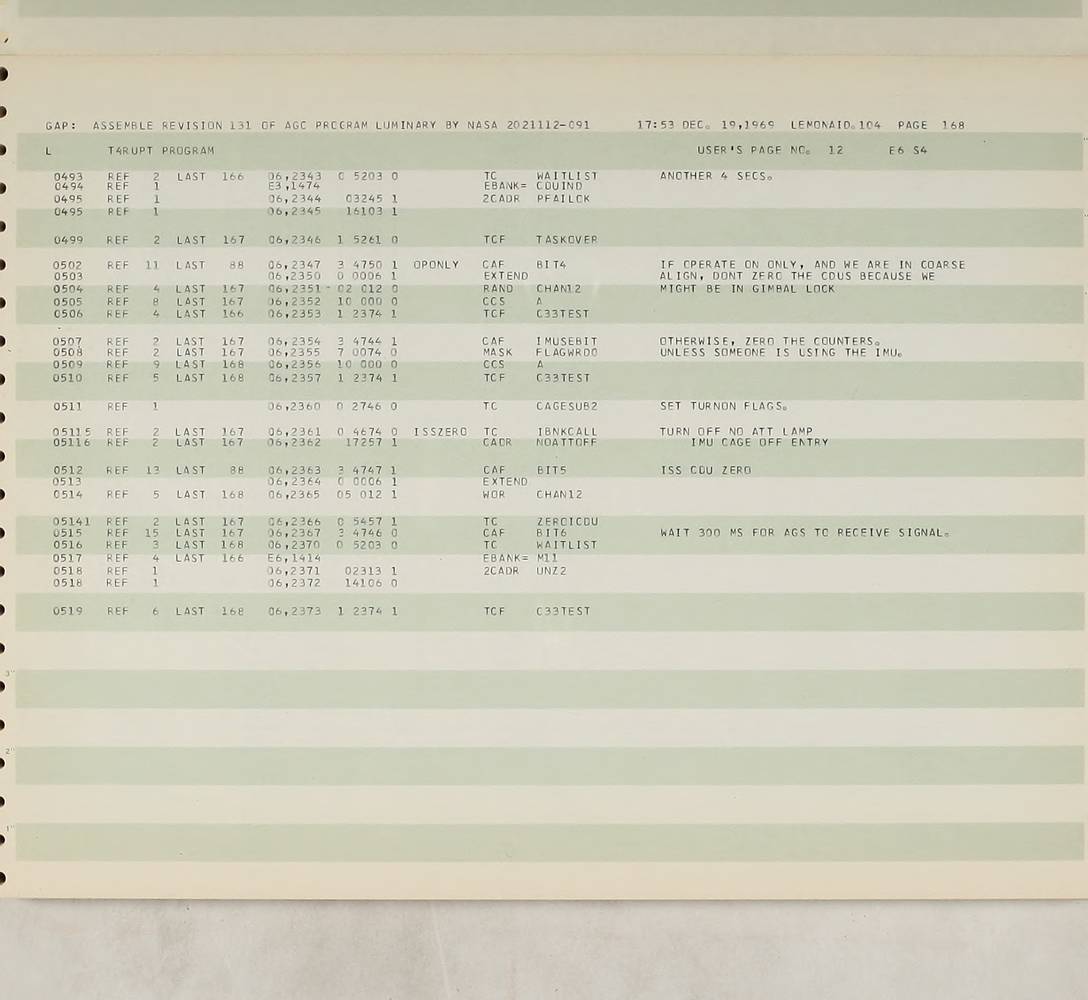 GAP: ASSEMBLE REVISION 131 OF AGC PROGRAM LUMINARY BY NASA 2021112-091 17:53 DEC. 19,1969 LEMONAID.104 PAGE 168
L T4RUPT PROGRAM USER'S PAGE NO. 12 E6 S4
0493 REF 2 LAST 166 06,2343 0 5203 0 TC WAITLIST ANOTHER 4 SECS.
0494 REF 1 E3,1474 EBANK= CDUIND
0495 REF 1 06,2344 03245 1 2CADR PFAILOK
0495 REF 1 06,2345 16103 1
0499 REF 2 LAST 167 06,2346 1 5261 0 TCF TASKOVER
0502 REF 11 LAST 88 06,2347 3 4750 1 OPONLY CAF BIT4 IF OPERATE ON ONLY, AND WE ARE IN COARSE
0503 06,2350 0 0006 1 EXTEND ALIGN, DONT ZERO THE CDUS BECAUSE WE
0504 REF 4 LAST 167 06,2351 02 012 0 RAND CHAN12 MIGHT BE IN GIMBAL LOCK
0505 REF 8 LAST 167 06,2352 10 000 0 CCS A
0506 REF 4 LAST 166 06,2353 1 2374 1 TCF C33TEST
0507 REF 2 LAST 167 06,2354 3 4744 1 CAF IMUSEBIT OTHERWISE, ZERO THE COUNTERS.
0508 REF 2 LAST 167 06,2355 7 0074 0 MASK FLAGWRD0 UNLESS SOMEONE IS USING THE IMU.
0509 REF 9 LAST 168 06,2356 10 000 0 CCS A
0510 REF 5 LAST 168 06,2357 1 2374 1 TCF C33TEST
0511 REF 1 06,2360 0 2746 0 TC CAGESUB2 SET TURNON FLAGS.
05115 REF 2 LAST 167 06,2361 0 4674 0 ISSZERO TC IBNKCALL TURN OFF NO ATT LAMP
05116 REF 2 LAST 167 06,2362 17257 1 CADR NOATTOFF IMU CAGE OFF ENTRY
0512 REF 13 LAST 88 06,2363 3 4747 1 CAF BIT5 ISS CDU ZERO
0513 06,2364 0 0006 1 EXTEND
0514 REF 5 LAST 168 06,2365 05 012 1 WOR CHAN12
05141 REF 2 LAST 167 06,2366 0 5457 1 TC ZEROICDU
0515 REF 15 LAST 167 06,2367 3 4746 0 CAF BIT6 WAIT 300 MS FOR AGS TO RECEIVE SIGNAL.
0516 REF 3 LAST 168 06,2370 0 5203 0 TC WAITLIST
0517 REF 4 LAST 166 E6,1414 EBANK= M11
0518 REF 1 06,2371 02313 1 2CADR UNZ2
0518 REF 1 06,2372 14106 0
0519 REF 6 LAST 168 06,2373 1 2374 1 TCF C33TEST
3"
2"
1"